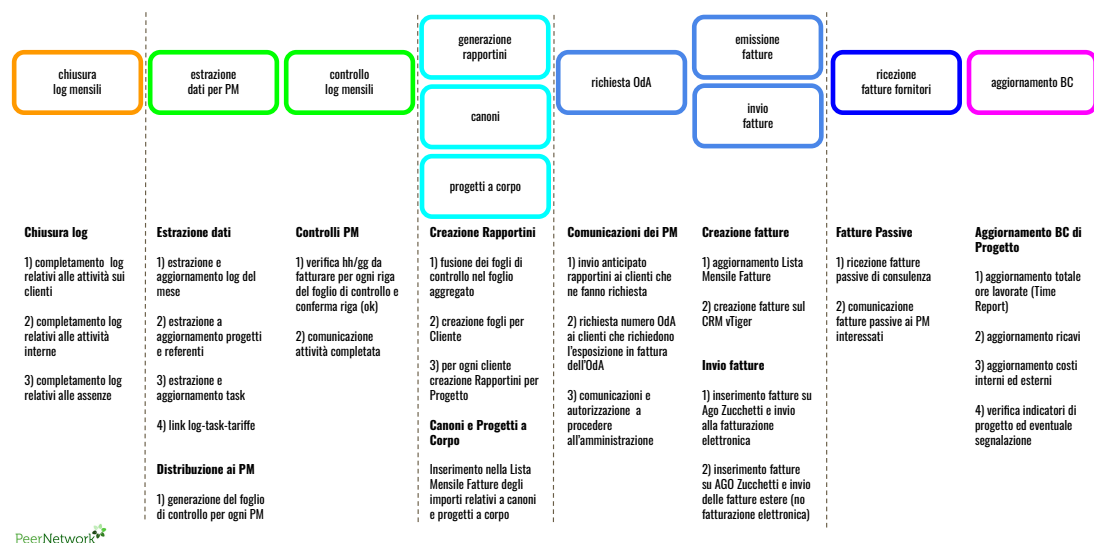 chiusura
log mensili
estrazione
dati per PM
controllo
log mensili
generazione
rapportini
canoni
progetti a corpo
richiesta OdA
emissione
fatture
invio
fatture
ricezione
fatture fornitori
aggiornamento BC
Chiusura log
1) completamento log
relativi alle attività sui
clienti
2) completamento log
relativi alle attività
interne
3) completamento log
relativi alle assenze
Estrazione dati
1) estrazione e
aggiornamento log del
mese
2) estrazione a
aggiornamento progetti
e referenti
3) estrazione e
aggiornamento task
4) link log-task-tariffe
Distribuzione ai PM
1) generazione del foglio
di controllo per ogni PM
Controlli PM
1) verifica hh/gg da
fatturare per ogni riga
del foglio di controllo e
conferma riga (ok)
2) comunicazione
attività completata
Creazione Rapportini
1) fusione dei fogli di
controllo nel foglio
aggregato
2) creazione fogli per
Cliente
3) per ogni cliente
creazione Rapportini per
Progetto
Canoni e Progetti a
Corpo
Inserimento nella Lista
Mensile Fatture degli
importi relativi a canoni
e progetti a corpo
Comunicazioni dei PM
1) invio anticipato
rapportini ai clienti che
ne fanno richiesta
2) richiesta numero OdA
ai clienti che richiedono
l'esposizione in fattura
dell'OdA
3) comunicazioni e
autorizzazione a
procedere
all'amministrazione
Creazione fatture
1) aggiornamento Lista
Mensile Fatture
2) creazione fatture sul
CRM vTiger
Invio fatture
1) inserimento fatture su
Ago Zucchetti e invio
alla fatturazione
elettronica
2) inserimento fatture
su AGO Zucchetti e invio
delle fatture estere (no
fatturazione elettronica)
Fatture Passive
1) ricezione fatture
passive di consulenza
2) comunicazione
fatture passive ai PM
interessati
Aggiornamento BC di
Progetto
1) aggiornamento totale
ore lavorate (Time
Report)
2) aggiornamento ricavi
3) aggiornamento costi
interni ed esterni
4) verifica indicatori di
progetto ed eventuale
segnalazione
PeerNetwork